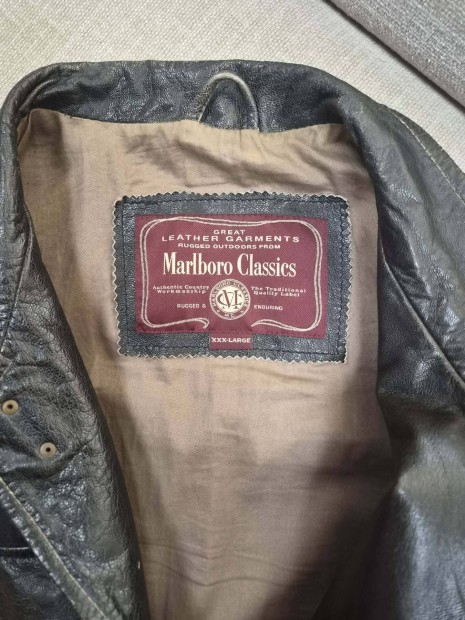 GREAT
LEATHER GARMENTS
RUGGED OUTDOORS FROM
Marlboro Classics
Authentic Country The Traditional
Workmanship Quality Label
RUGGED & ENDURING
XXX-LARGE